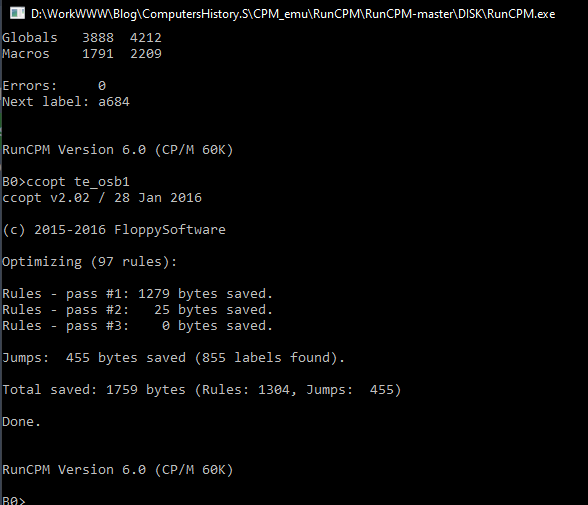 D:\WorkWWW\Blog\ComputersHistory.S\CPM_emu\RunCPM\RunCPM-master\DISK\RunCPM.exe
Globals   3888  4212
Macros    1791  2209
Errors:     0
Next label: a684
RunCPM Version 6.0 (CP/M 60K)
B0>ccopt te_osb1
ccopt v2.02 / 28 Jan 2016
(c) 2015-2016 FloppySoftware
Optimizing (97 rules):
Rules - pass #1: 1279 bytes saved.
Rules - pass #2:   25 bytes saved.
Rules - pass #3:    0 bytes saved.
Jumps:  455 bytes saved (855 labels found).
Total saved: 1759 bytes (Rules: 1304, Jumps:  455)
Done.
RunCPM Version 6.0 (CP/M 60K)
B0>